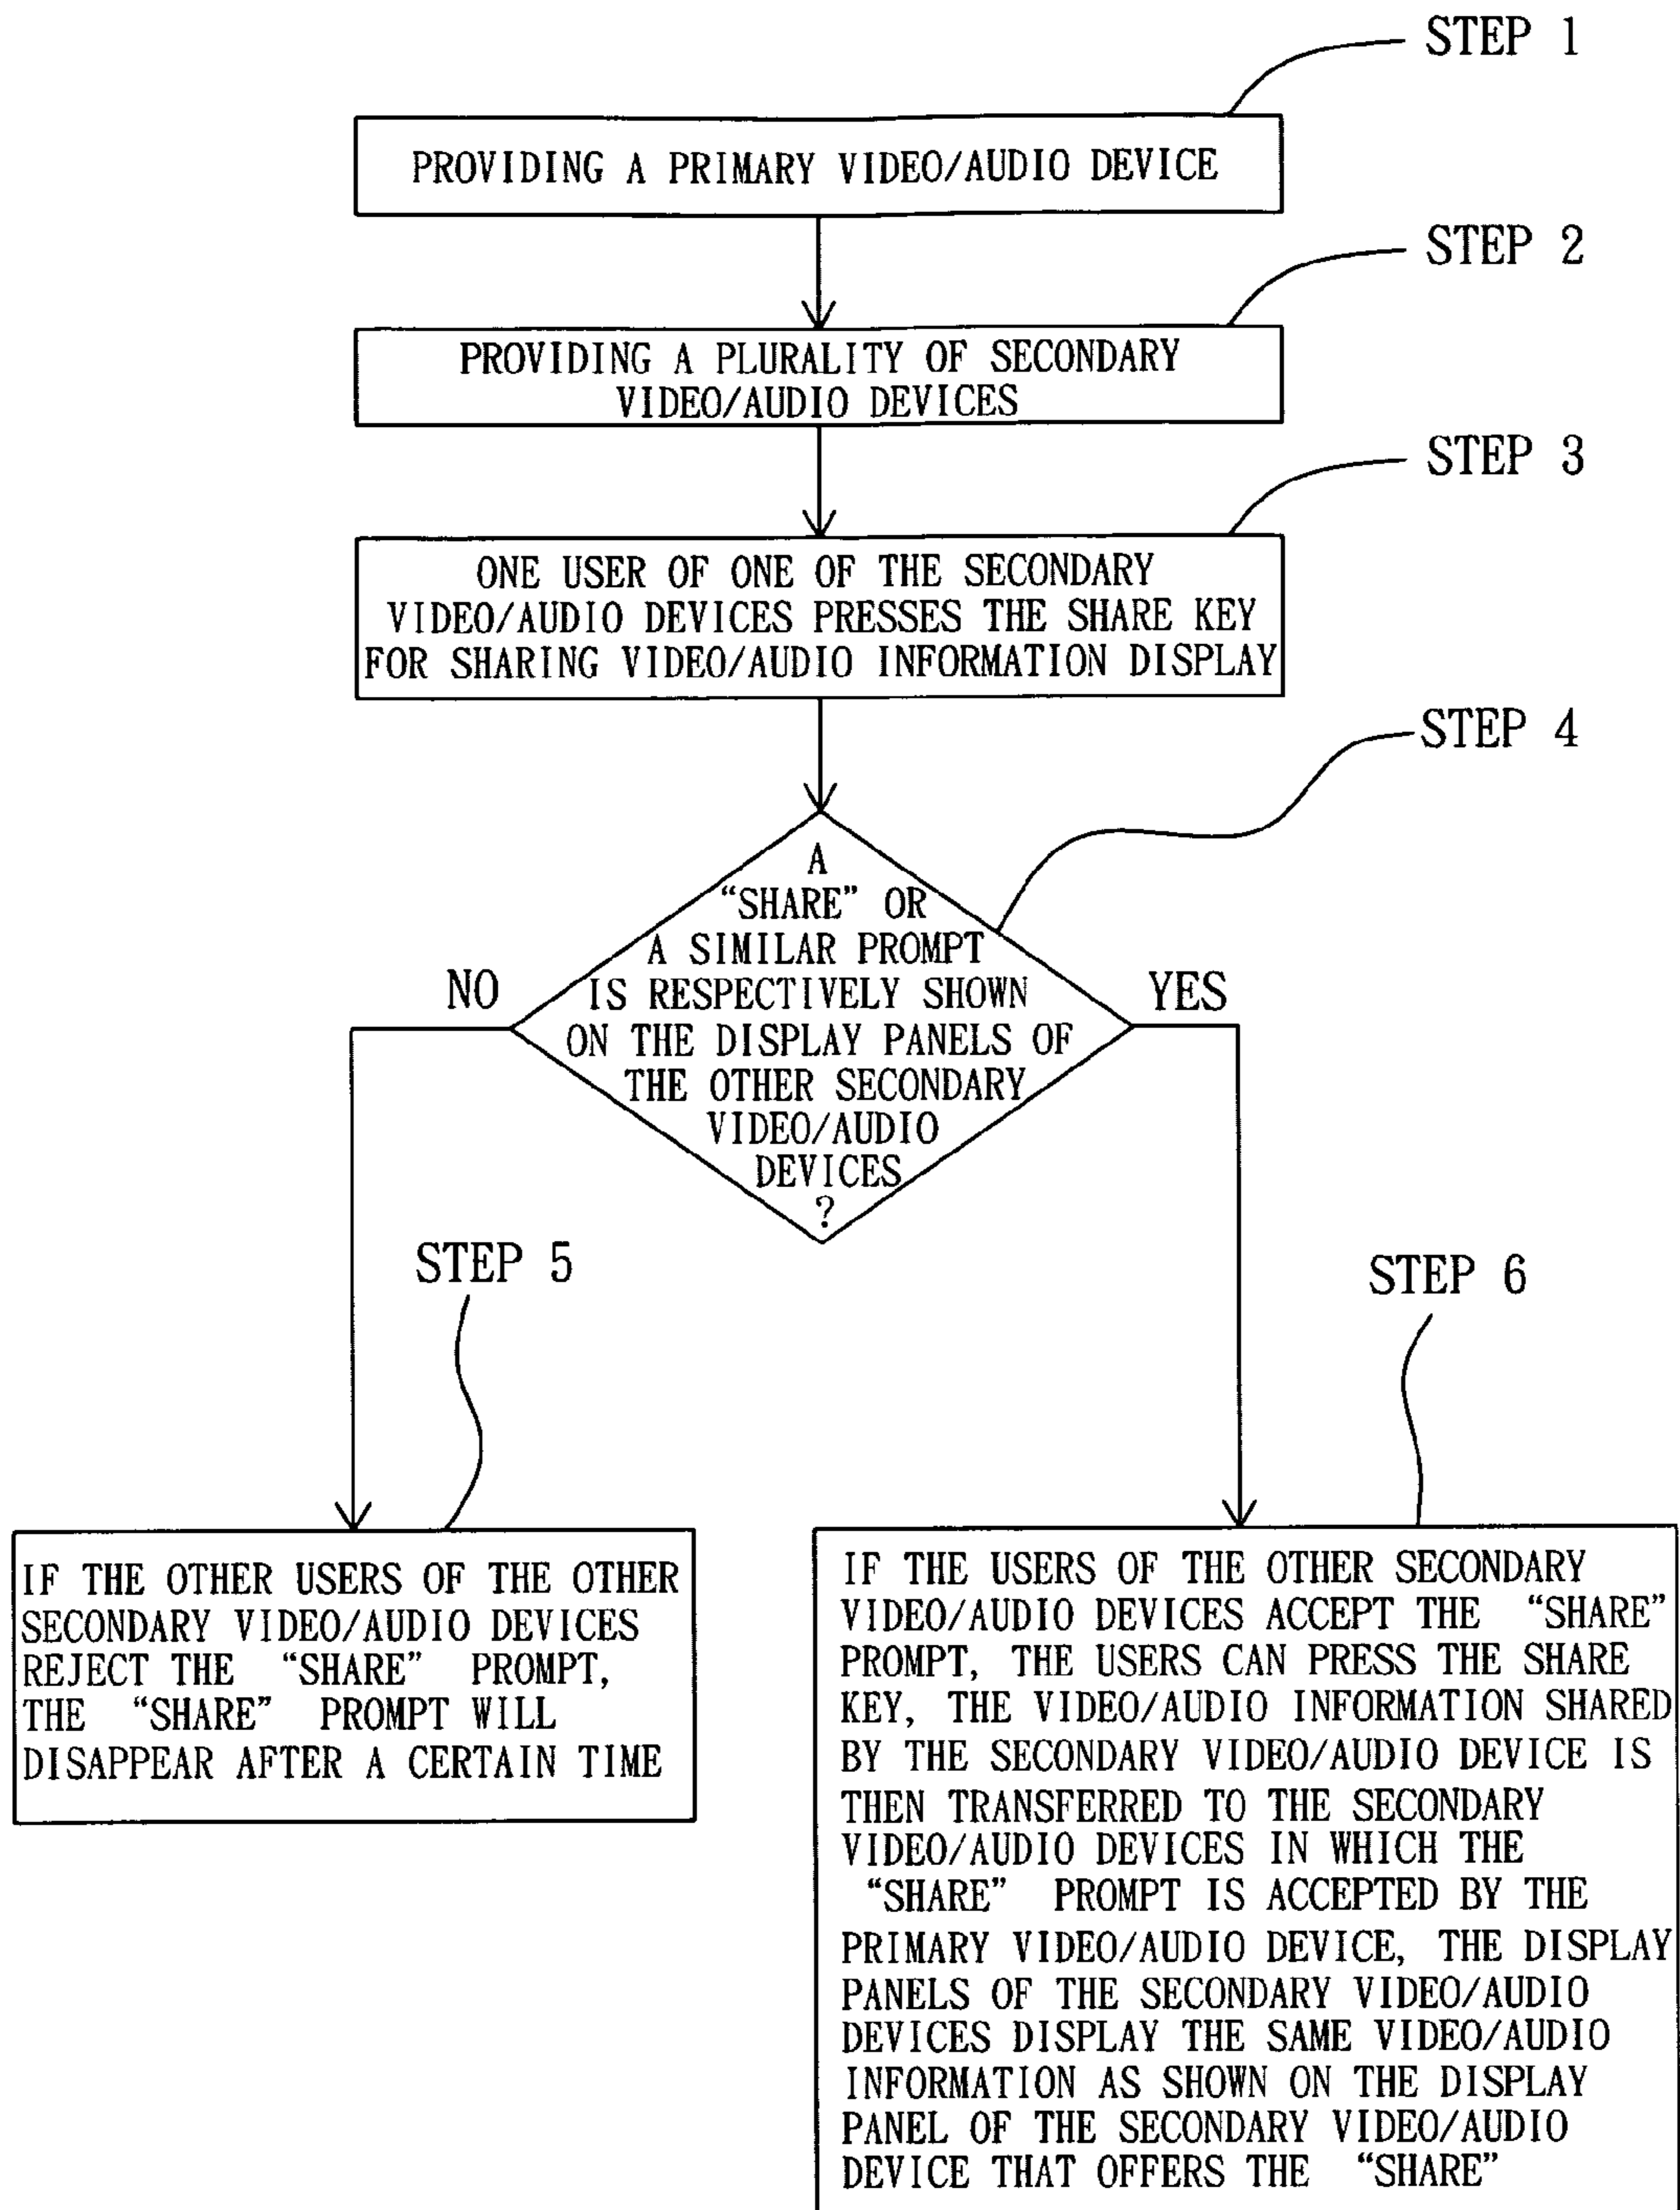 STEP 1
PROVIDING A PRIMARY VIDEO/AUDIO DEVICE
STEP 2
PROVIDING A PLURALITY OF SECONDARY
VIDEO/AUDIO DEVICES
STEP 3
ONE USER OF ONE OF THE SECONDARY
VIDEO/AUDIO DEVICES PRESSES THE SHARE KEY
FOR SHARING VIDEO/AUDIO INFORMATION DISPLAY
STEP 4
A
“SHARE” OR
A SIMILAR PROMPT
IS RESPECTIVELY SHOWN
ON THE DISPLAY PANELS OF
THE OTHER SECONDARY
VIDEO/AUDIO
DEVICES
?
NO
YES
STEP 5
IF THE OTHER USERS OF THE OTHER
SECONDARY VIDEO/AUDIO DEVICES
REJECT THE “SHARE” PROMPT,
THE “SHARE” PROMPT WILL
DISAPPEAR AFTER A CERTAIN TIME
STEP 6
IF THE USERS OF THE OTHER SECONDARY
VIDEO/AUDIO DEVICES ACCEPT THE “SHARE”
PROMPT, THE USERS CAN PRESS THE SHARE
KEY, THE VIDEO/AUDIO INFORMATION SHARED
BY THE SECONDARY VIDEO/AUDIO DEVICE IS
THEN TRANSFERRED TO THE SECONDARY
VIDEO/AUDIO DEVICES IN WHICH THE
“SHARE” PROMPT IS ACCEPTED BY THE
PRIMARY VIDEO/AUDIO DEVICE, THE DISPLAY
PANELS OF THE SECONDARY VIDEO/AUDIO
DEVICES DISPLAY THE SAME VIDEO/AUDIO
INFORMATION AS SHOWN ON THE DISPLAY
PANEL OF THE SECONDARY VIDEO/AUDIO
DEVICE THAT OFFERS THE “SHARE”